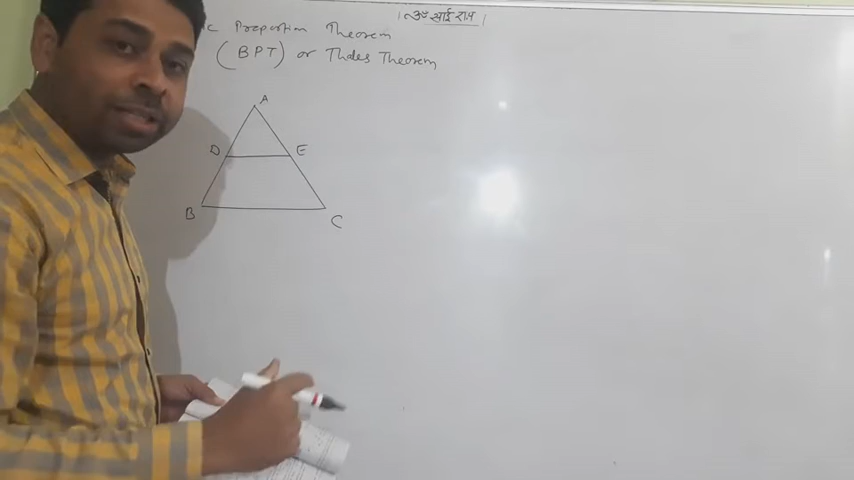 ।। ॐ साईं राम ।।
c Proportion Theorem
(BPT) or Thales Theorem
A
D E
B C